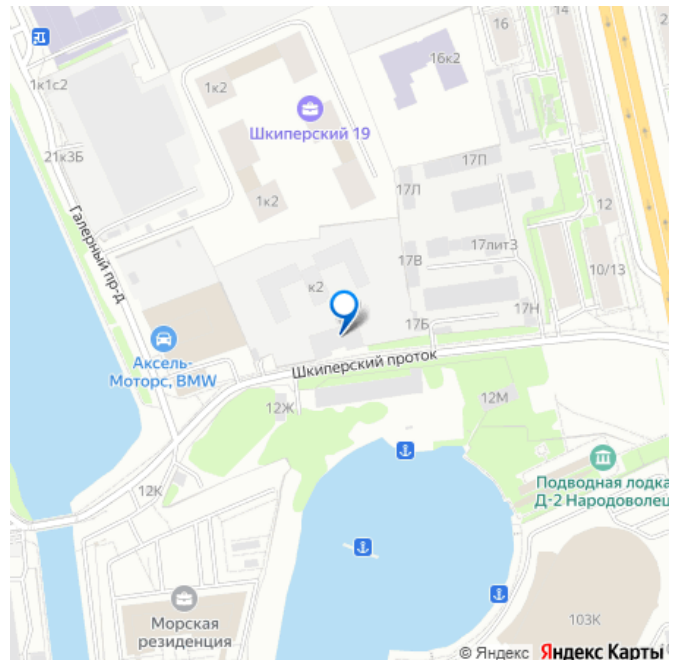 16
14
2
1к1с2
1к2
16к2
Шкиперский 19
21к3Б
17П
17Л
1к2
12
Галерный пр-д
17лит3
17В
10/13
к2
17Н
17Б
Шкиперский проток
Аксель-
Моторс, BMW
12Ж
12М
Подводная лодка
Д-2 Народоволец
12К
Морская
резиденция
103К
© Яндекс Яндекс Карты